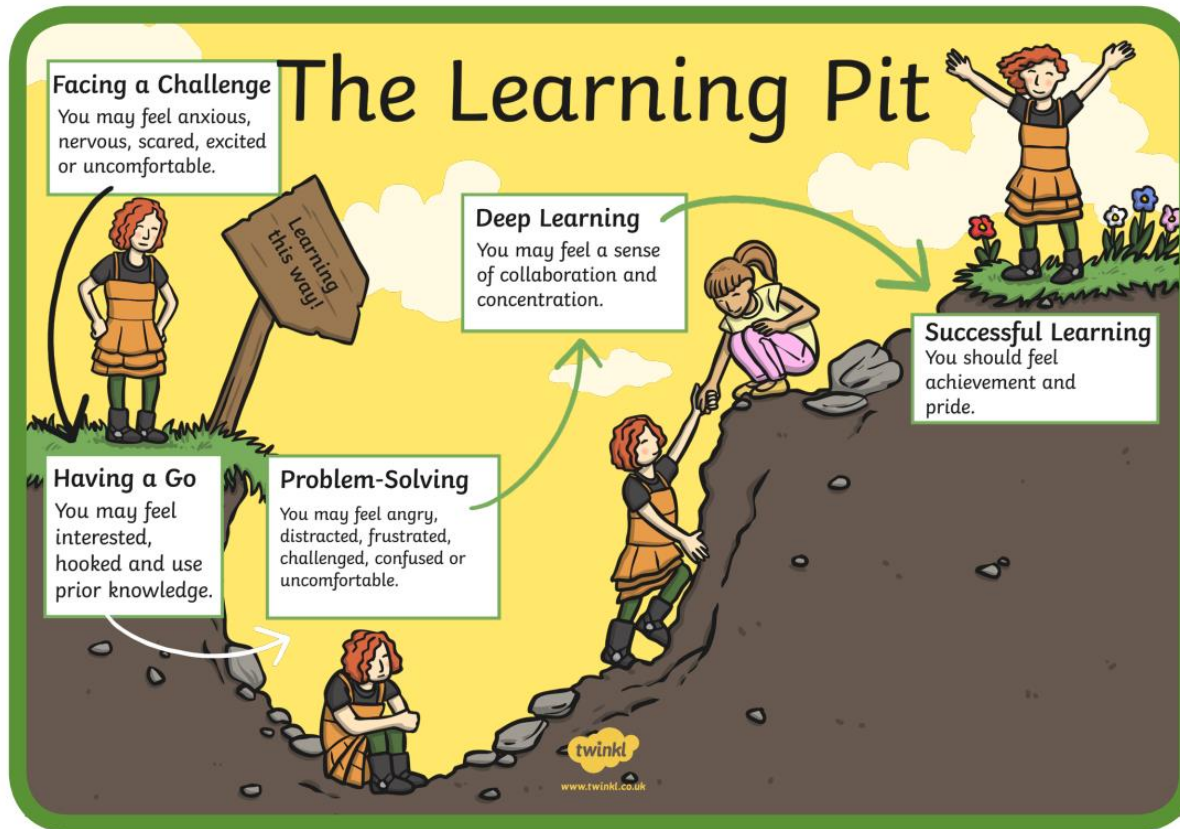 The Learning Pit
Facing a Challenge
You may feel anxious,
nervous, scared, excited
or uncomfortable.
Learning
this way!
Having a Go
You may feel
interested,
hooked and use
prior knowledge.
Problem-Solving
You may feel angry,
distracted, frustrated,
challenged, confused or
uncomfortable.
Deep Learning
You may feel a sense
of collaboration and
concentration.
Successful Learning
You should feel
achievement and
pride.
twinkl
www.twinkl.co.uk